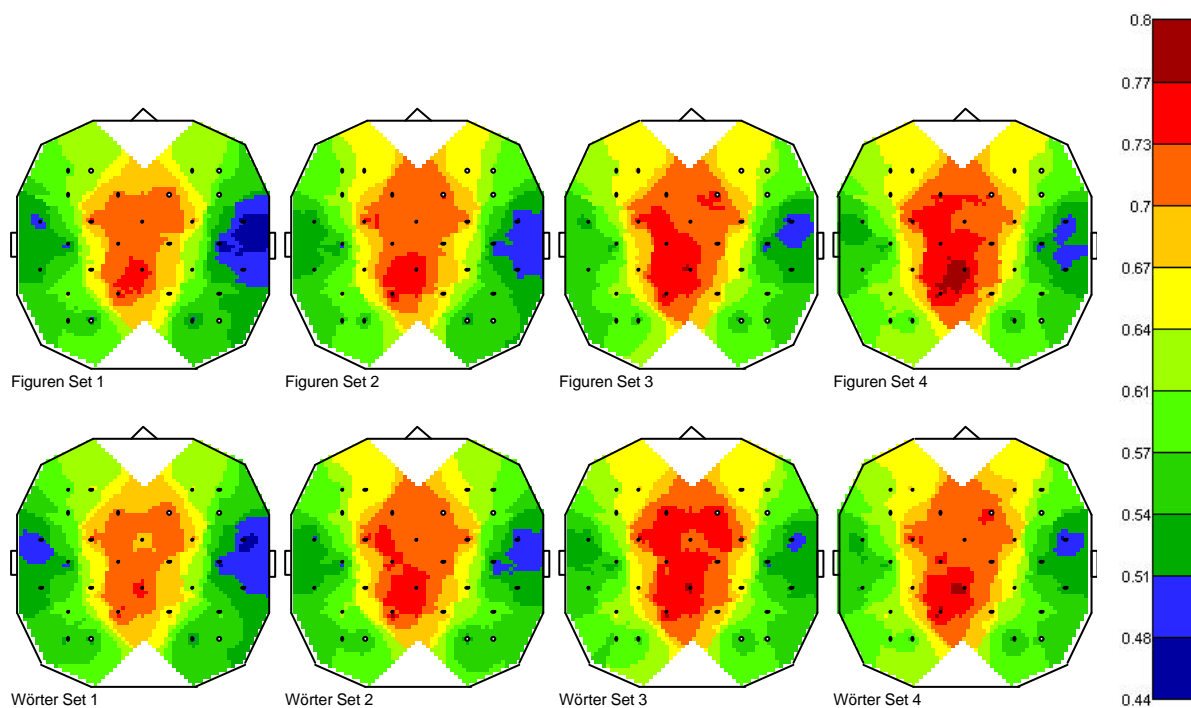 Figuren Set 1
Figuren Set 2
Figuren Set 3
Figuren Set 4
Wörter Set 1
Wörter Set 2
Wörter Set 3
Wörter Set 4
0.8
0.77
0.73
0.7
0.67
0.64
0.61
0.57
0.54
0.51
0.48
0.44